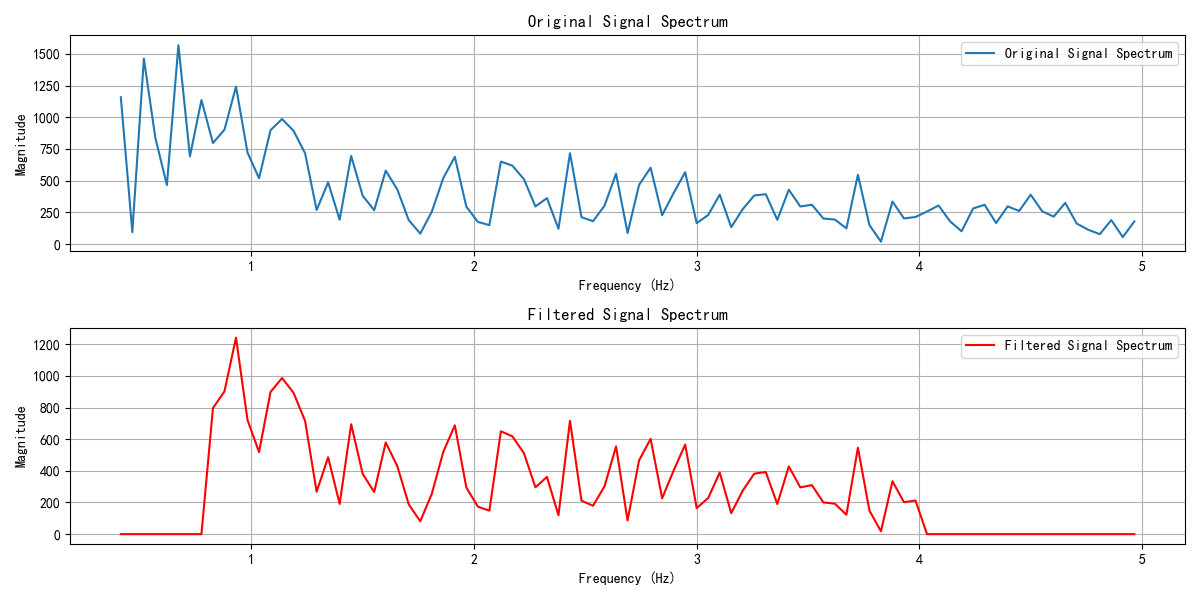 Original Signal Spectrum
Original Signal Spectrum
1500
1250
1000
750
500
250
0
Magnitude
1 2 3 4 5
Frequency (Hz)
Filtered Signal Spectrum
Filtered Signal Spectrum
1200
1000
800
600
400
200
0
Magnitude
1 2 3 4 5
Frequency (Hz)